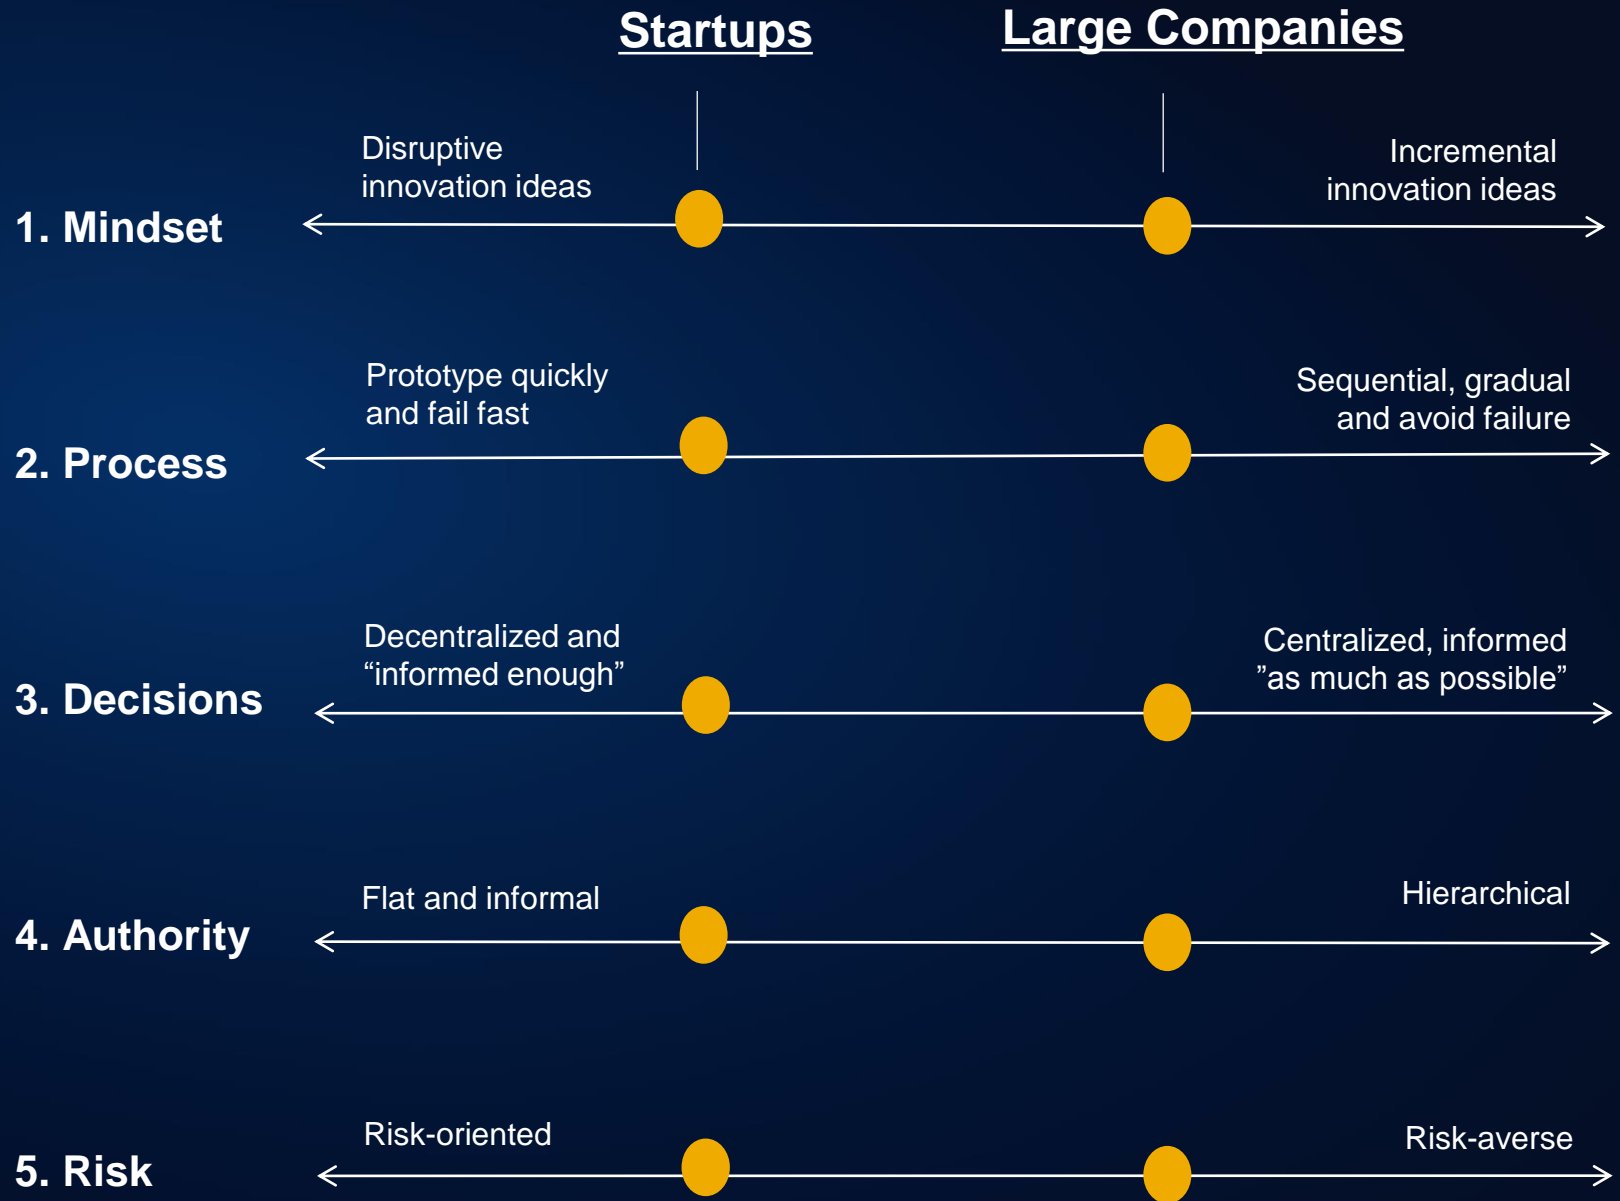 Startups
Large Companies
Disruptive
innovation ideas
Incremental
innovation ideas
1. Mindset
Prototype quickly
and fail fast
Sequential, gradual
and avoid failure
2. Process
Decentralized and
“informed enough”
Centralized, informed
”as much as possible”
3. Decisions
Flat and informal
Hierarchical
4. Authority
Risk-oriented
Risk-averse
5. Risk